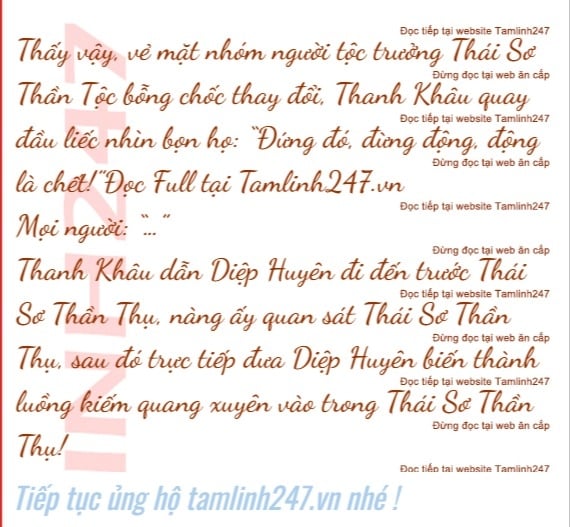 Đọc tiếp tại website Tamlinh247
Thấy vậy, vẻ mặt nhóm người tộc trưởng Thái Sơ
Đừng đọc tại web ăn cắp
Thần Tộc bỗng chốc thay đổi, Thanh Khâu quay
Đọc tiếp tại website Tamlinh247
đầu liếc nhìn bọn họ: “Đứng đó, đừng động, động
Đừng đọc tại web ăn cắp
là chết!”Đọc Full tại Tamlinh247.vn
Đọc tiếp tại website Tamlinh247
Mọi người: “…”
Đừng đọc tại web ăn cắp
Thanh Khâu dẫn Diệp Huyên đi đến trước Thái
Đọc tiếp tại website Tamlinh247
Sơ Thần Thụ, nàng ấy quan sát Thái Sơ Thần
Đừng đọc tại web ăn cắp
Thụ, sau đó trực tiếp đưa Diệp Huyên biến thành
Đọc tiếp tại website Tamlinh247
luồng kiếm quang xuyên vào trong Thái Sơ Thần
Đừng đọc tại web ăn cắp
Thụ!
Đọc tiếp tại website Tamlinh247
INH247
Tiếp tục ủng hộ tamlinh247.vn nhé !